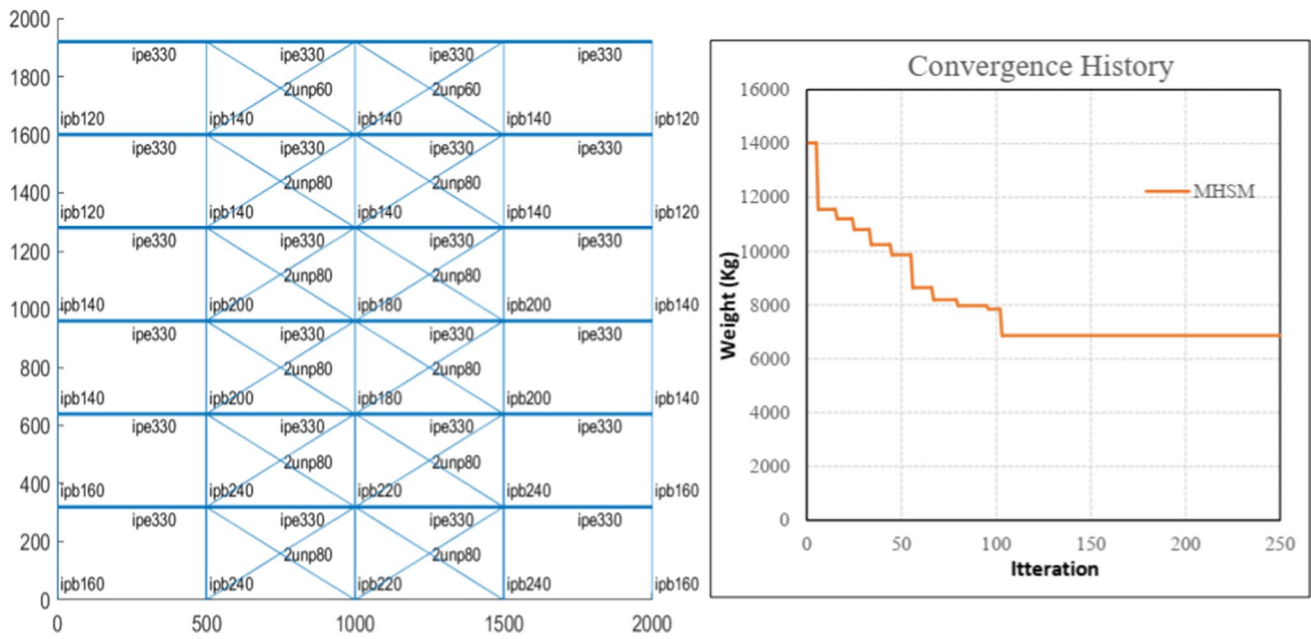 2000
ipe330 ipe330 ipe330 ipe330
1800
2unp60 2unp60
ipb120 ipb140 ipb140 ipb140 ipb120
1600
ipe330 ipe330 ipe330 ipe330
1400
2unp80 2unp80
ipb120 ipb140 ipb140 ipb140 ipb120
1200
ipe330 ipe330 ipe330 ipe330
2unp80 2unp80
ipb140 ipb200 ipb180 ipb200 ipb140
1000
ipe330 ipe330 ipe330 ipe330
800
2unp80 2unp80
ipb140 ipb200 ipb180 ipb200 ipb140
600
ipe330 ipe330 ipe330 ipe330
2unp80 2unp80
400
ipb160 ipb240 ipb220 ipb240 ipb160
ipe330 ipe330 ipe330 ipe330
200
2unp80 2unp80
ipb160 ipb240 ipb220 ipb240 ipb160
0
0 500 1000 1500 2000
Convergence History
16000
14000
12000
10000
8000
6000
4000
2000
0
Weight (Kg)
MHSM
0 50 100 150 200 250
Itteration